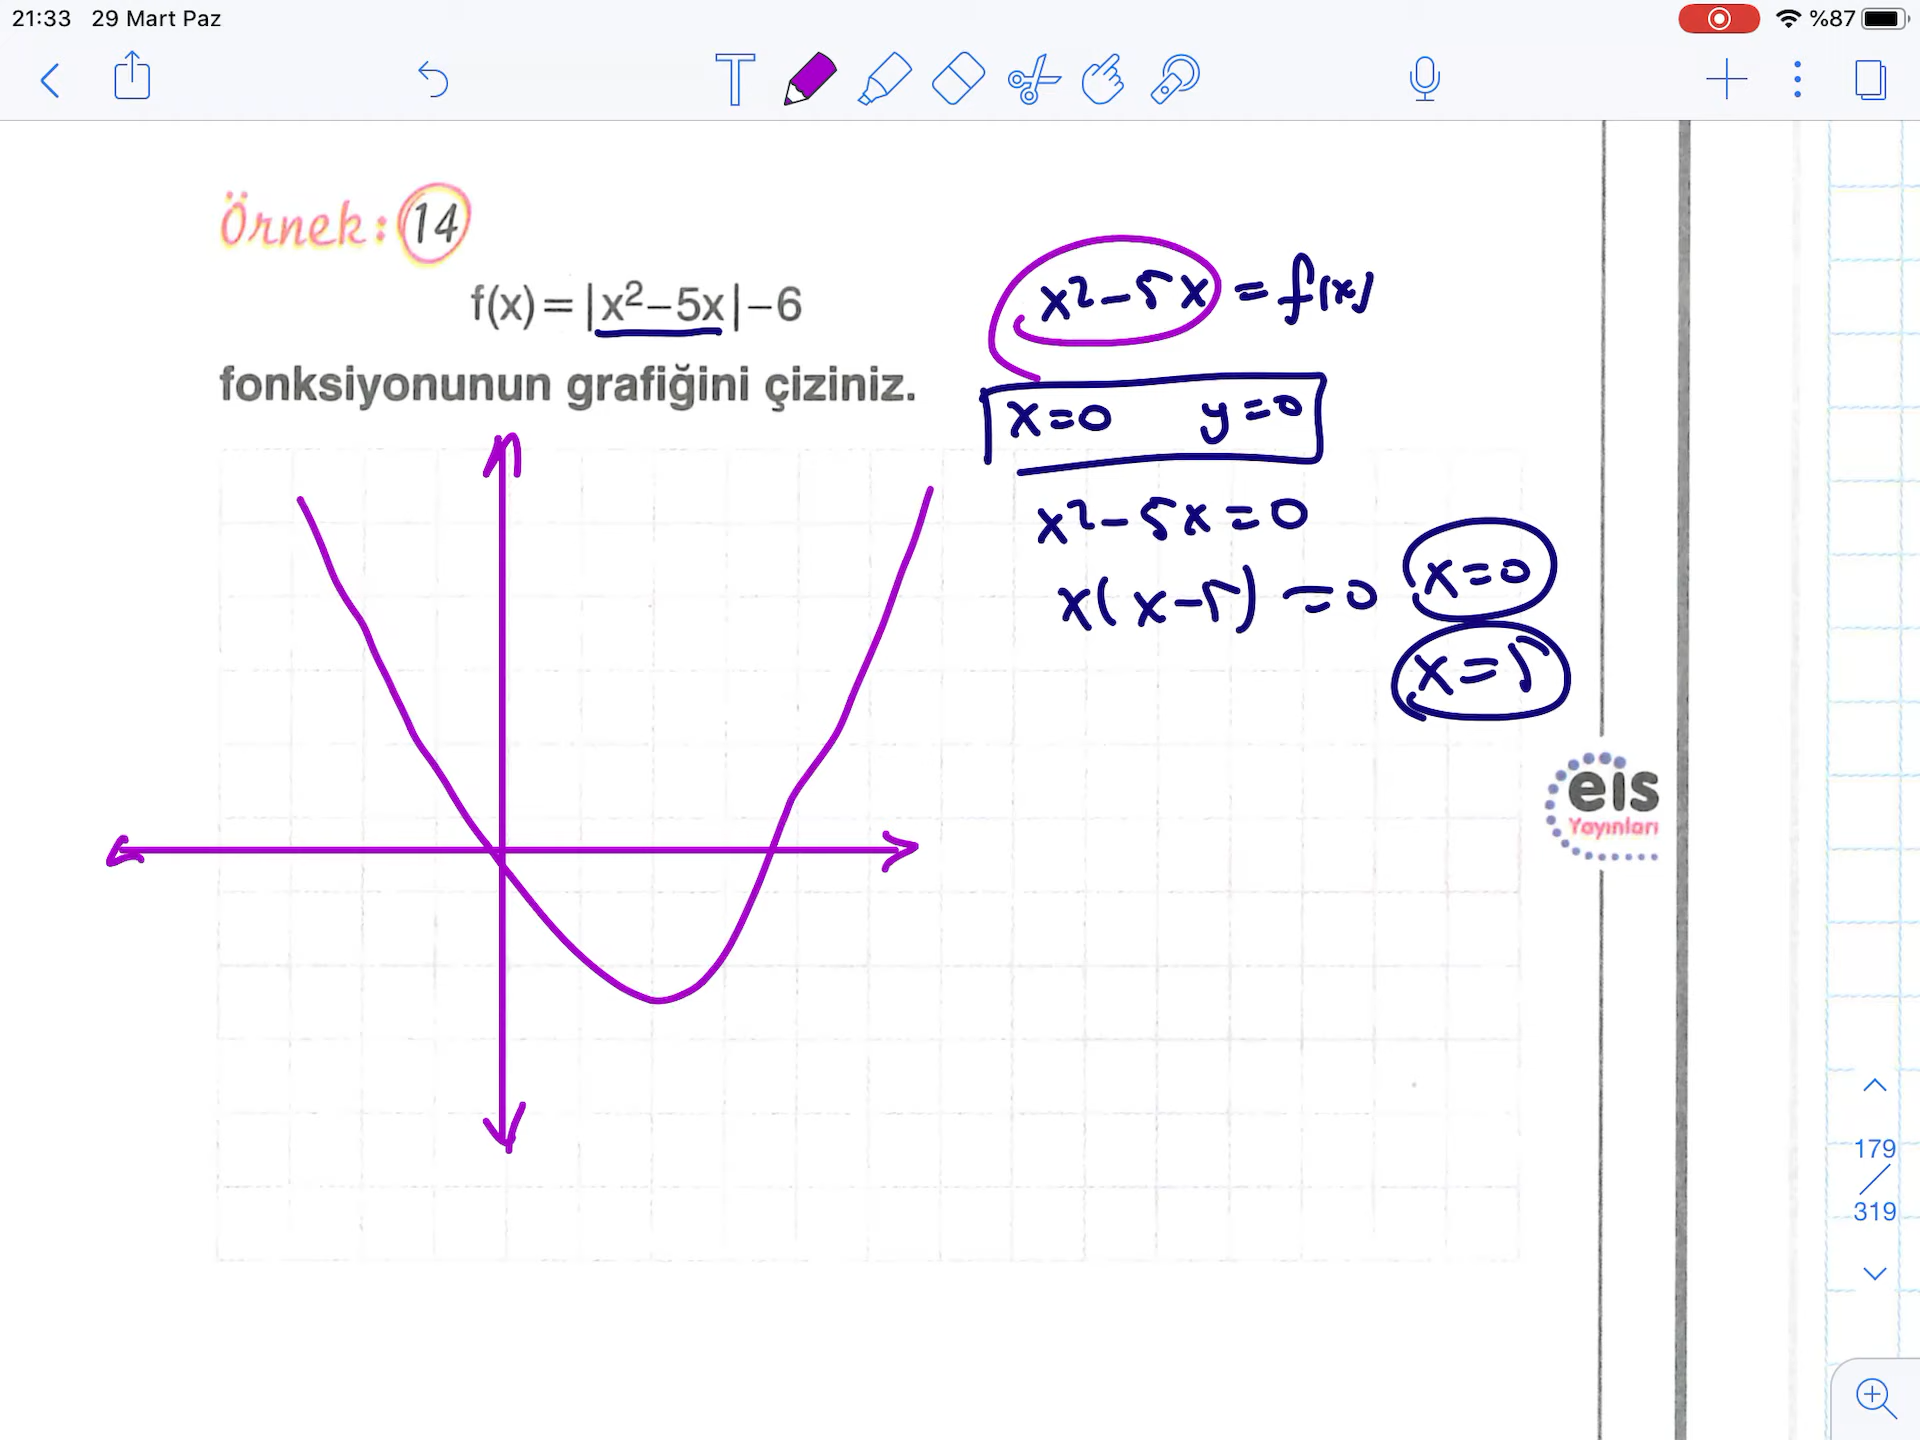 21:33 29 Mart Paz
%87
Örnek: 14
f(x)=|x²-5x|-6
fonksiyonunun grafiğini çiziniz.
x²-5x=f(x)
x=0 y=0
x²-5x=0
x(x-5)=0
x=0
x=5
eis
Yayınları
179
319